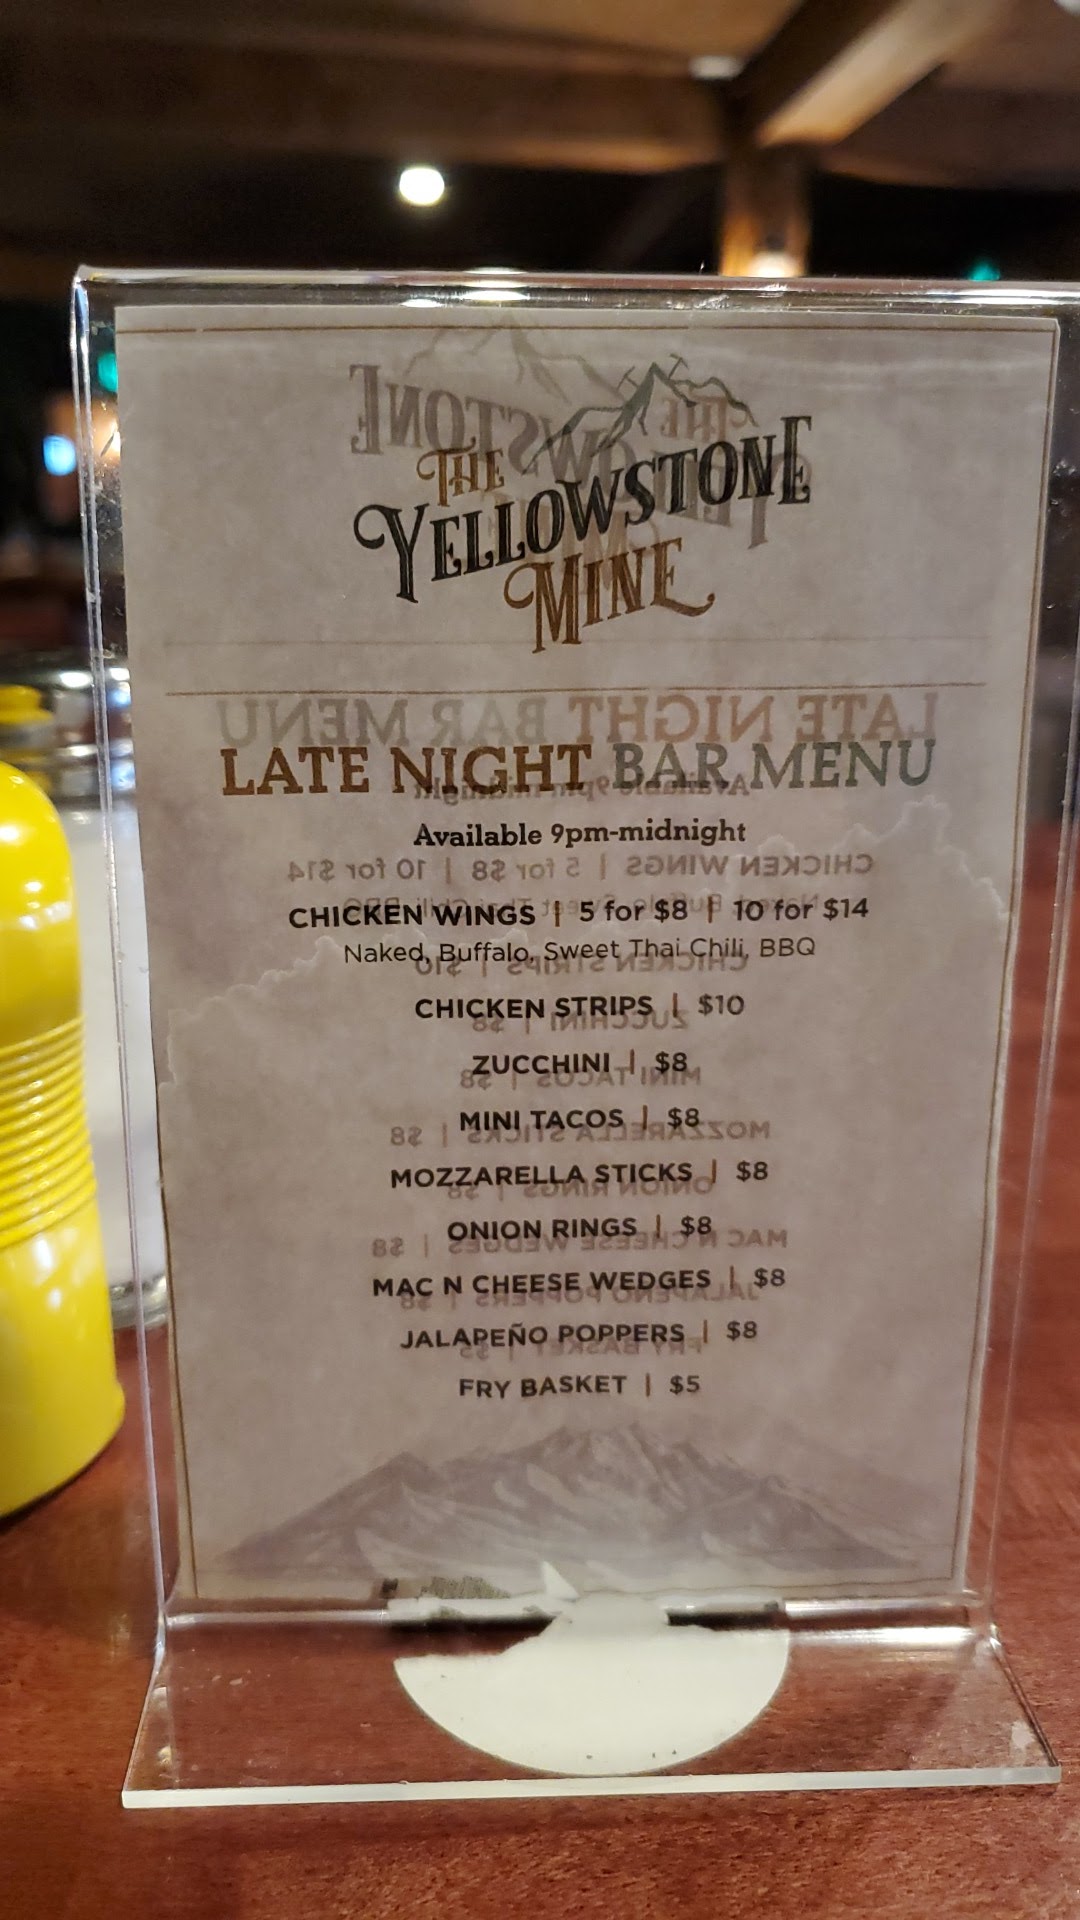 THE
YELLOWSTONE
MINE
LATE NIGHT BAR MENU
Available 9pm-midnight
CHICKEN WINGS | 5 for $8 | 10 for $14
Naked, Buffalo, Sweet Thai Chili, BBQ
CHICKEN STRIPS | $10
ZUCCHINI | $8
MINI TACOS | $8
MOZZARELLA STICKS | $8
ONION RINGS | $8
MAC N CHEESE WEDGES | $8
JALAPEÑO POPPERS | $8
FRY BASKET | $5